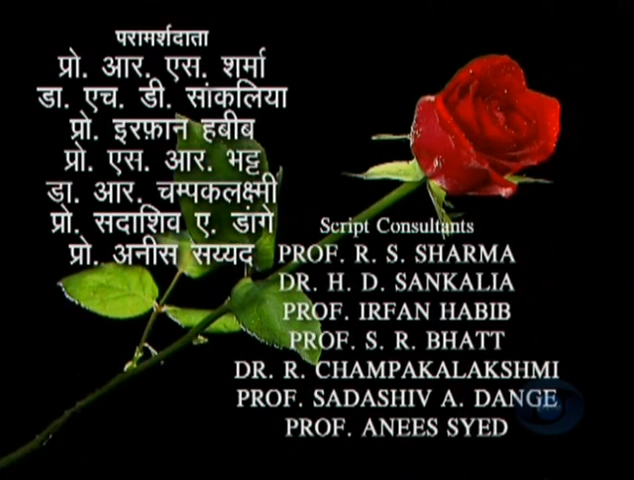 परामर्शदाता
प्रो. आर. एस. शर्मा
डा. एच. डी. सांकलिया
प्रो. इरफ़ान हबीब
प्रो. एस. आर. भट्ट
डा. आर. चम्पकलक्ष्मी
प्रो. सदाशिव ए. डांगे
प्रो. अनीस सय्यद
Script Consultants
PROF. R. S. SHARMA
DR. H. D. SANKALIA
PROF. IRFAN HABIB
PROF. S. R. BHATT
DR. R. CHAMPAKALAKSHMI
PROF. SADASHIV A. DANGE
PROF. ANEES SYED